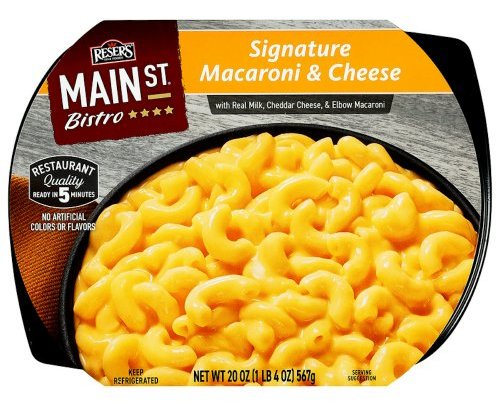 RESER'S
FINE FOODS
MAIN ST.
Bistro
Signature
Macaroni & Cheese
with Real Milk, Cheddar Cheese, & Elbow Macaroni
RESTAURANT
Quality
READY IN 5 MINUTES
NO ARTIFICIAL
COLORS OR FLAVORS
KEEP
REFRIGERATED
NET WT 20 OZ (1 LB 4 OZ) 567g
SERVING
SUGGESTION